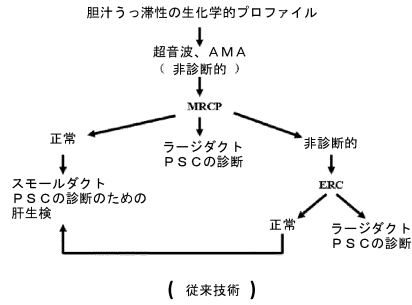 胆汁うっ滞性の生化学的プロファイル
超音波、AMA
( 非診断的 )
MRCP
正常
ラージダクト
PSCの診断
非診断的
スモールダクト
PSCの診断のための
肝生検
ERC
正常
ラージダクト
PSCの診断
( 従来技術 )